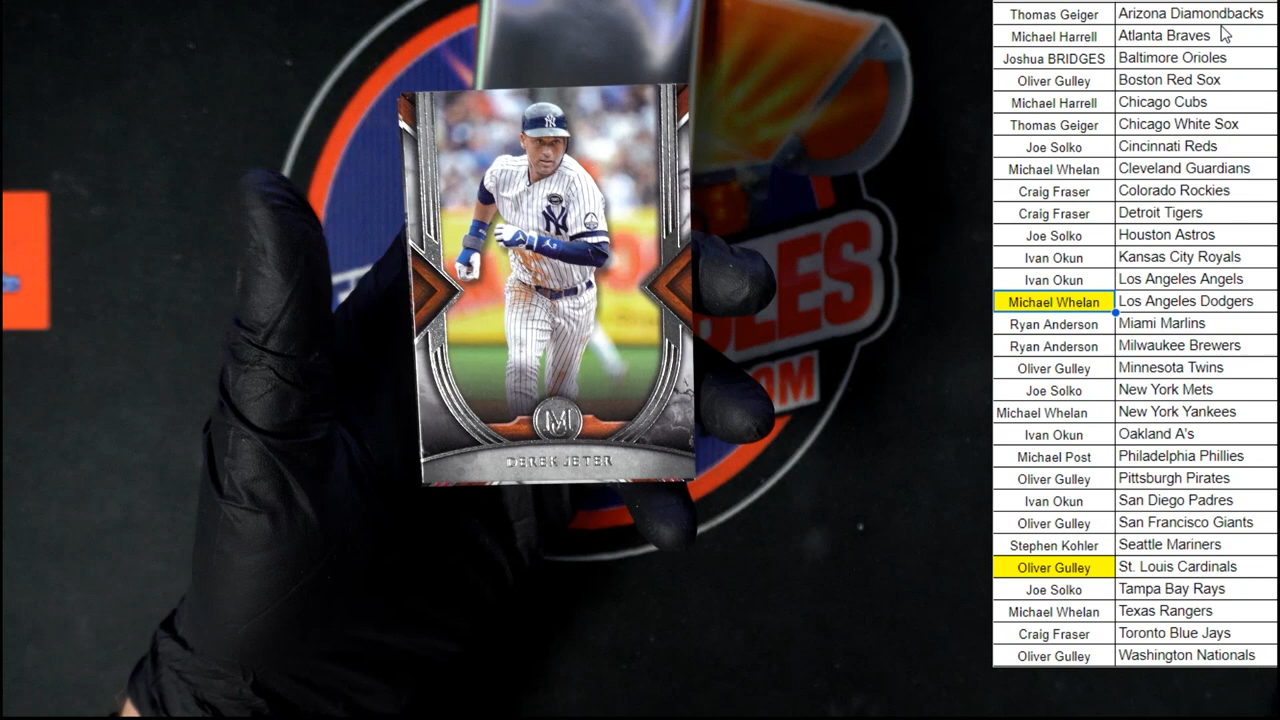 NY
NY
M
DEREK JETER
LES
OM
Thomas Geiger Arizona Diamondbacks
Michael Harrell Atlanta Braves
Joshua BRIDGES Baltimore Orioles
Oliver Gulley Boston Red Sox
Michael Harrell Chicago Cubs
Thomas Geiger Chicago White Sox
Joe Solko Cincinnati Reds
Michael Whelan Cleveland Guardians
Craig Fraser Colorado Rockies
Craig Fraser Detroit Tigers
Joe Solko Houston Astros
Ivan Okun Kansas City Royals
Ivan Okun Los Angeles Angels
Michael Whelan Los Angeles Dodgers
Ryan Anderson Miami Marlins
Ryan Anderson Milwaukee Brewers
Oliver Gulley Minnesota Twins
Joe Solko New York Mets
Michael Whelan New York Yankees
Ivan Okun Oakland A's
Michael Post Philadelphia Phillies
Oliver Gulley Pittsburgh Pirates
Ivan Okun San Diego Padres
Oliver Gulley San Francisco Giants
Stephen Kohler Seattle Mariners
Oliver Gulley St. Louis Cardinals
Joe Solko Tampa Bay Rays
Michael Whelan Texas Rangers
Craig Fraser Toronto Blue Jays
Oliver Gulley Washington Nationals